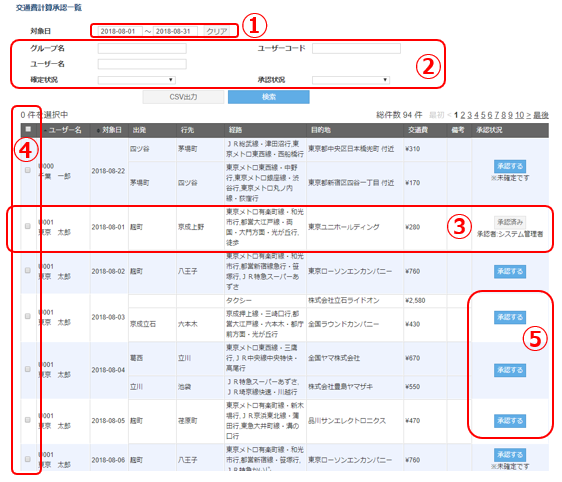 交通費計算承認一覧
対象日 2018-08-01 ～ 2018-08-31 クリア ①
グループ名 ユーザーコード
ユーザー名 ②
確定状況 承認状況
CSV出力 検索
0 件を選択中 総件数 94 件 最初 < 1 2 3 4 5 6 7 8 9 10 > 最後
ユーザー名 対象日 出発 行先 経路 目的地 交通費 備考 承認状況
④
千葉 一郎 2018-08-22
四ツ谷 茅場町 ＪＲ総武線・津田沼行,東京メトロ東西線・西船橋行 東京都中央区日本橋兜町 付近 ¥310
茅場町 四ツ谷 東京メトロ東西線・中野行,東京メトロ銀座線・渋谷行,東京メトロ丸ノ内線・荻窪行 東京都新宿区四谷一丁目 付近 ¥170
承認する
※未確定です
東京 太郎 2018-08-01 麹町 京成上野 東京メトロ有楽町線・和光市行,都営大江戸線・両国・大門方面・光が丘行,徒歩 東京ユニホールディング ¥280 ③
承認済み
承認者:システム管理者
東京 太郎 2018-08-02 麹町 八王子 東京メトロ有楽町線・和光市行,都営新宿線急行・笹塚行,ＪＲ特急スーパーあずさ 東京ローソンエンカンパニー ¥760 承認する
東京 太郎 2018-08-03
タクシー 株式会社立石ライドオン ¥2,580
京成立石 六本木 京成押上線・三崎口行,都営大江戸線・六本木・都庁前方面・光が丘行 全国ラウンドカンパニー ¥430
承認する
⑤
東京 太郎 2018-08-04
葛西 立川 東京メトロ東西線・三鷹行,ＪＲ中央線中央特快・高尾行 全国ヤマ株式会社 ¥670
立川 池袋 ＪＲ特急スーパーあずさ,ＪＲ埼京線快速・川越行 株式会社豊島ヤマザキ ¥550
承認する
東京 太郎 2018-08-05 麹町 荏原町 東京メトロ有楽町線・新木場行,ＪＲ京浜東北線・蒲田行,東急大井町線・溝の口行 品川サンエレクトロニクス ¥470 承認する
東京 太郎 2018-08-06 麹町 八王子 東京メトロ有楽町線・和光市行,都営新宿線・笹塚行, 東京ローソンエンカンパニー ¥760 承認する
※未確定です